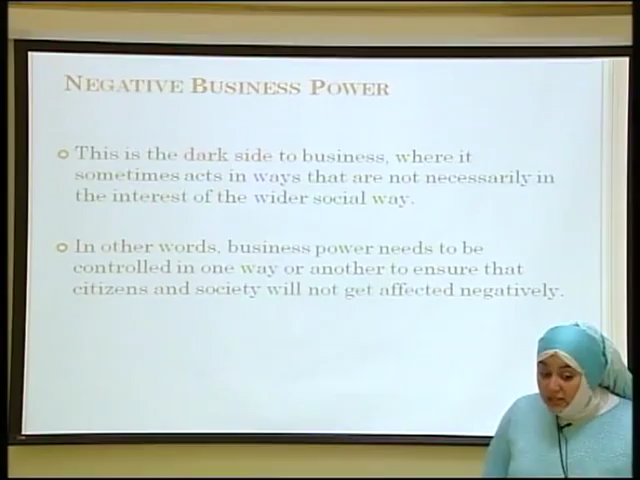 NEGATIVE BUSINESS POWER
This is the dark side to business, where it
sometimes acts in ways that are not necessarily in
the interest of the wider social way.
In other words, business power needs to be
controlled in one way or another to ensure that
citizens and society will not get affected negatively.